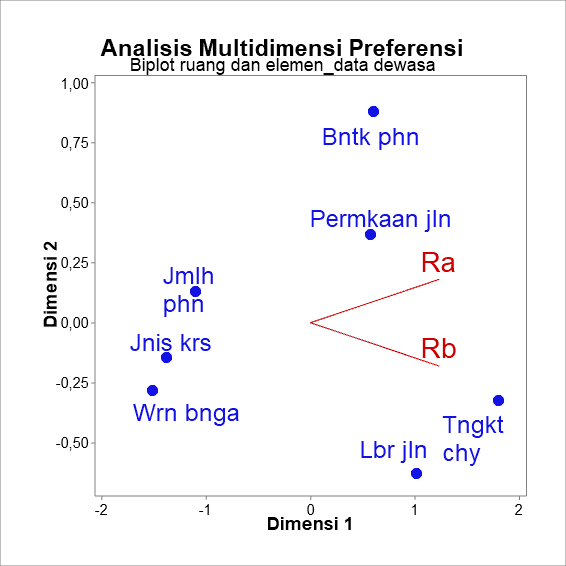 Analisis Multidimensi Preferensi
Biplot ruang dan elemen_data dewasa
1,00
0,75
0,50
0,25
0,00
-0,25
-0,50
Dimensi 2
Bntk phn
Permkaan jln
Ra
Jmlh
phn
Jnis krs
Rb
Wrn bnga
Tngkt
chy
Lbr jln
-2
-1
0
1
2
Dimensi 1